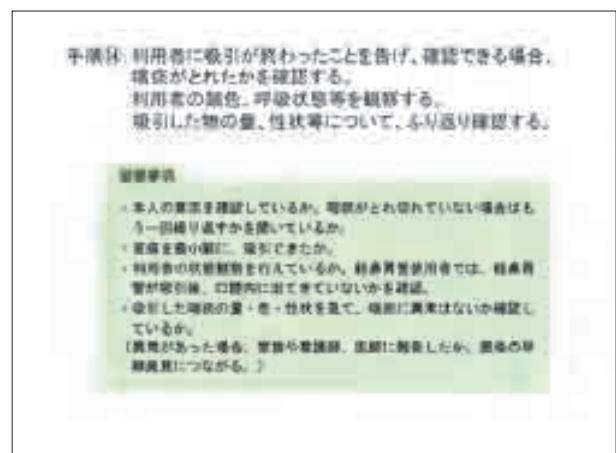 手順⑭ 利用者に吸引が終わったことを告げ、確認できる場合、
喀痰がとれたかを確認する。
利用者の顔色、呼吸状態等を観察する。
吸引した物の量、性状等について、ふり返り確認する。
留意事項
・本人の意思を確認しているか。喀痰がとれ切れていない場合はも
う一回繰り返すかを聞いているか。
・苦痛を最小限に、吸引できたか。
・利用者の状態観察を行えているか。経鼻胃管使用者では、経鼻胃
管が吸引後、口腔内に出てきていないかを確認。
・吸引した喀痰の量・色・性状を見て、喀痰に異常はないか確認し
ているか。
(異常があった場合、家族や看護師、医師に報告したか。感染の早
期発見につながる。)